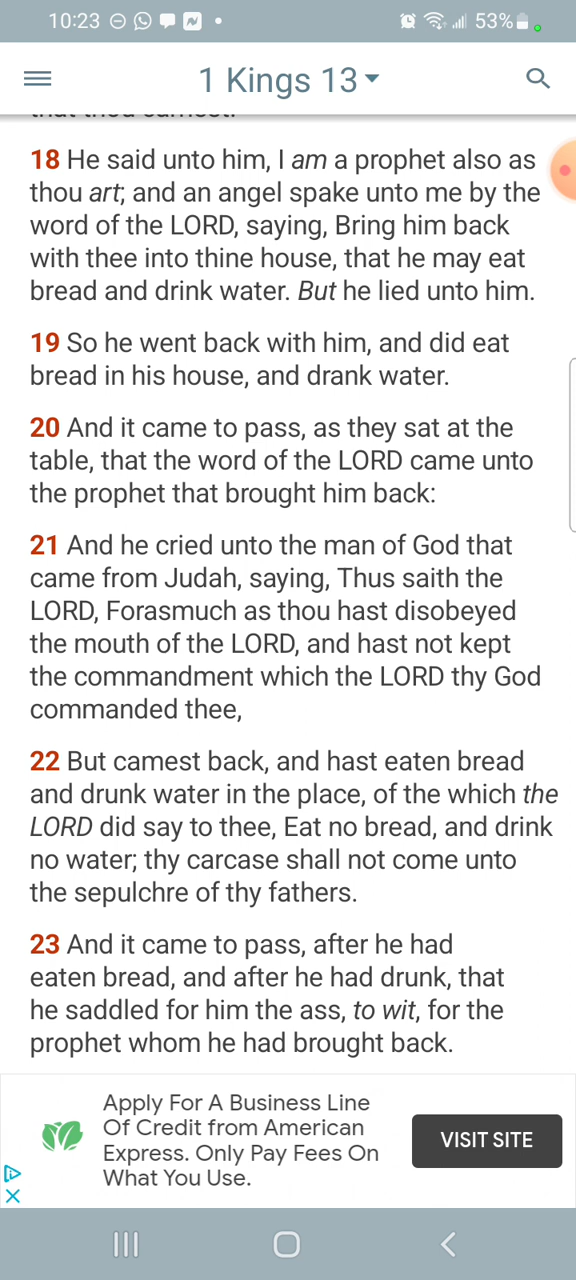 10:23
53%
1 Kings 13
that thou camest.
18 He said unto him, I am a prophet also as
thou art; and an angel spake unto me by the
word of the LORD, saying, Bring him back
with thee into thine house, that he may eat
bread and drink water. But he lied unto him.
19 So he went back with him, and did eat
bread in his house, and drank water.
20 And it came to pass, as they sat at the
table, that the word of the LORD came unto
the prophet that brought him back:
21 And he cried unto the man of God that
came from Judah, saying, Thus saith the
LORD, Forasmuch as thou hast disobeyed
the mouth of the LORD, and hast not kept
the commandment which the LORD thy God
commanded thee,
22 But camest back, and hast eaten bread
and drunk water in the place, of the which the
LORD did say to thee, Eat no bread, and drink
no water; thy carcase shall not come unto
the sepulchre of thy fathers.
23 And it came to pass, after he had
eaten bread, and after he had drunk, that
he saddled for him the ass, to wit, for the
prophet whom he had brought back.
Apply For A Business Line
Of Credit from American
Express. Only Pay Fees On
What You Use.
VISIT SITE